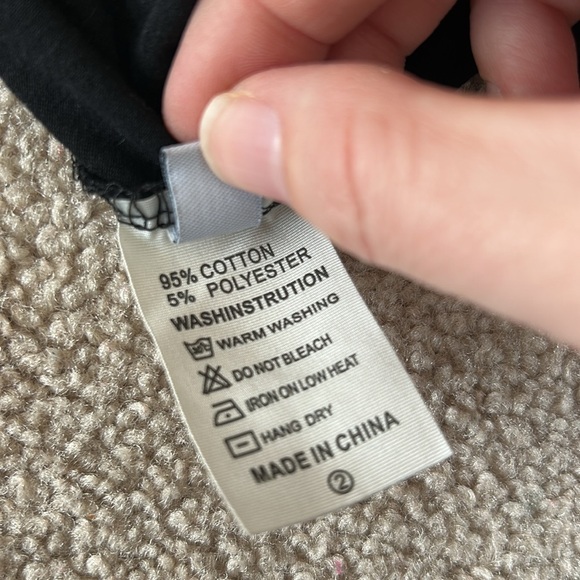 95% COTTON
5% POLYESTER
WASHINSTRUTION
WARM WASHING
DO NOT BLEACH
IRON ON LOW HEAT
HANG DRY
MADE IN CHINA
②